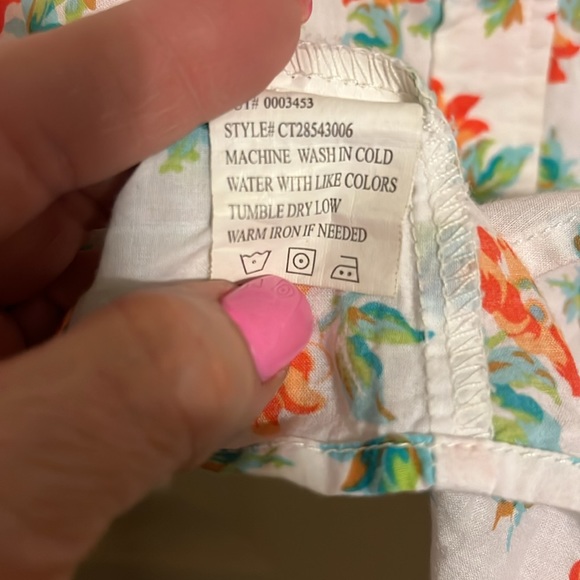 # 0003453
STYLE# CT28543006
MACHINE WASH IN COLD
WATER WITH LIKE COLORS
TUMBLE DRY LOW
WARM IRON IF NEEDED